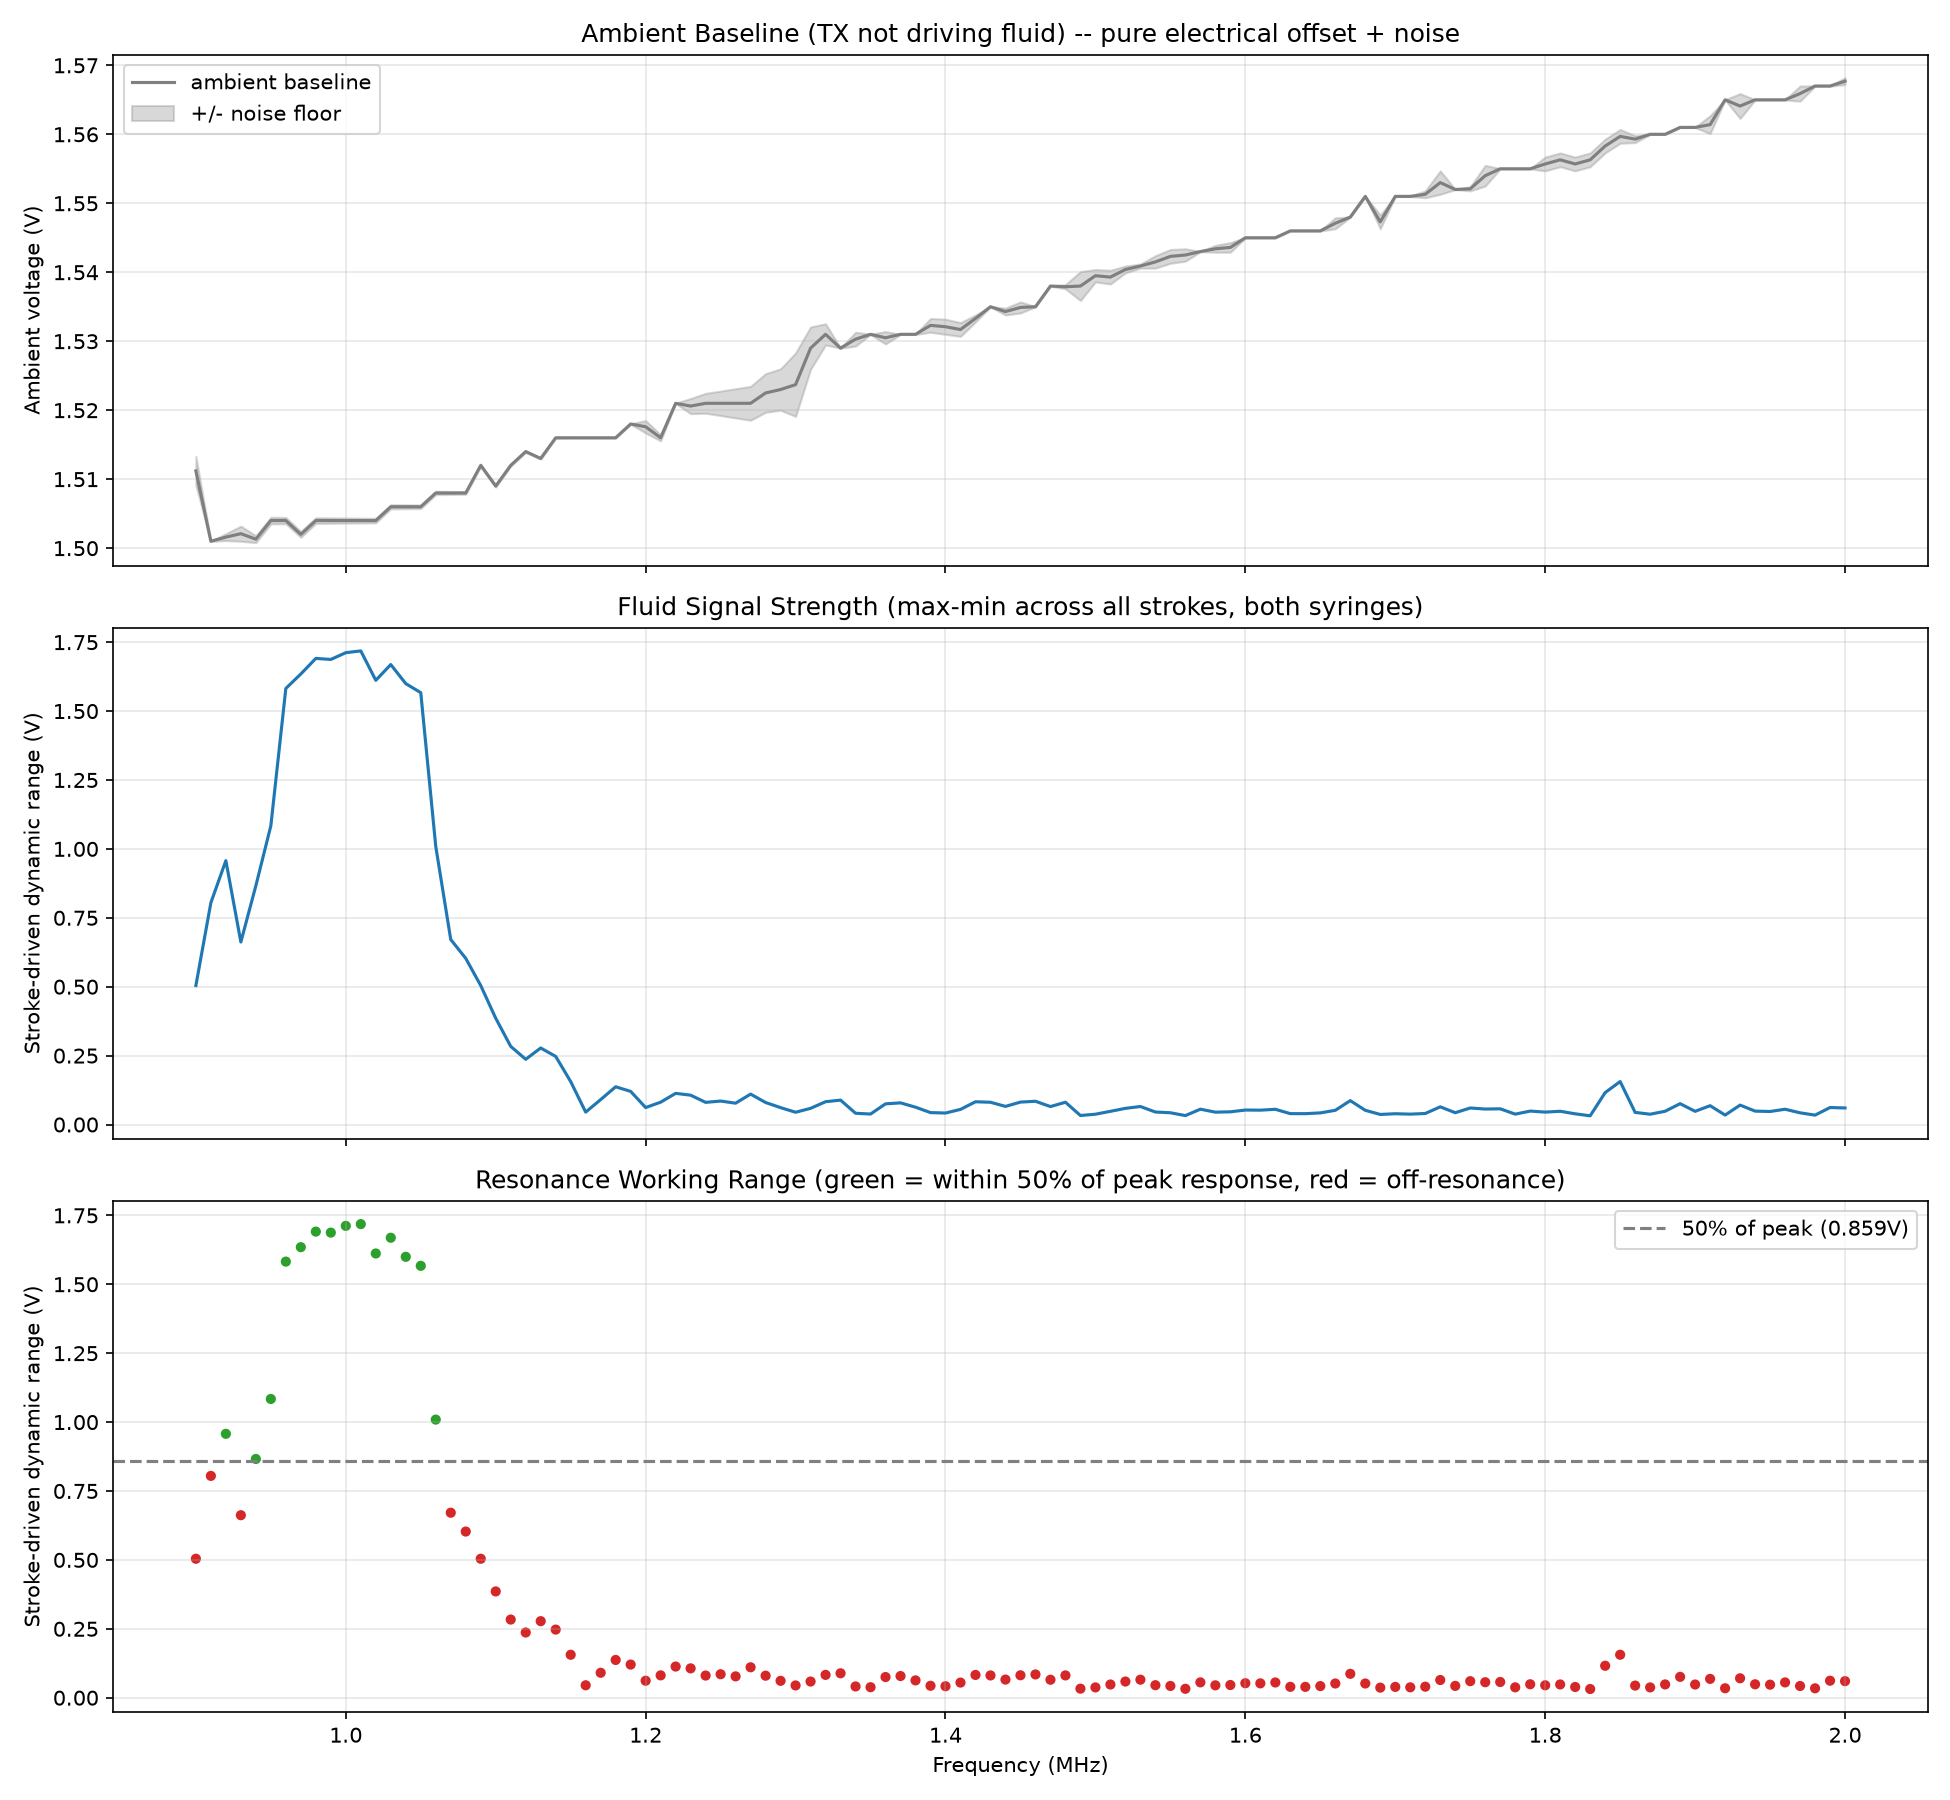 Ambient Baseline (TX not driving fluid) -- pure electrical offset + noise
ambient baseline
+/- noise floor
Ambient voltage (V)
1.57
1.56
1.55
1.54
1.53
1.52
1.51
1.50
Fluid Signal Strength (max-min across all strokes, both syringes)
Stroke-driven dynamic range (V)
1.75
1.50
1.25
1.00
0.75
0.50
0.25
0.00
Resonance Working Range (green = within 50% of peak response, red = off-resonance)
50% of peak (0.859V)
Stroke-driven dynamic range (V)
1.75
1.50
1.25
1.00
0.75
0.50
0.25
0.00
1.0 1.2 1.4 1.6 1.8 2.0
Frequency (MHz)